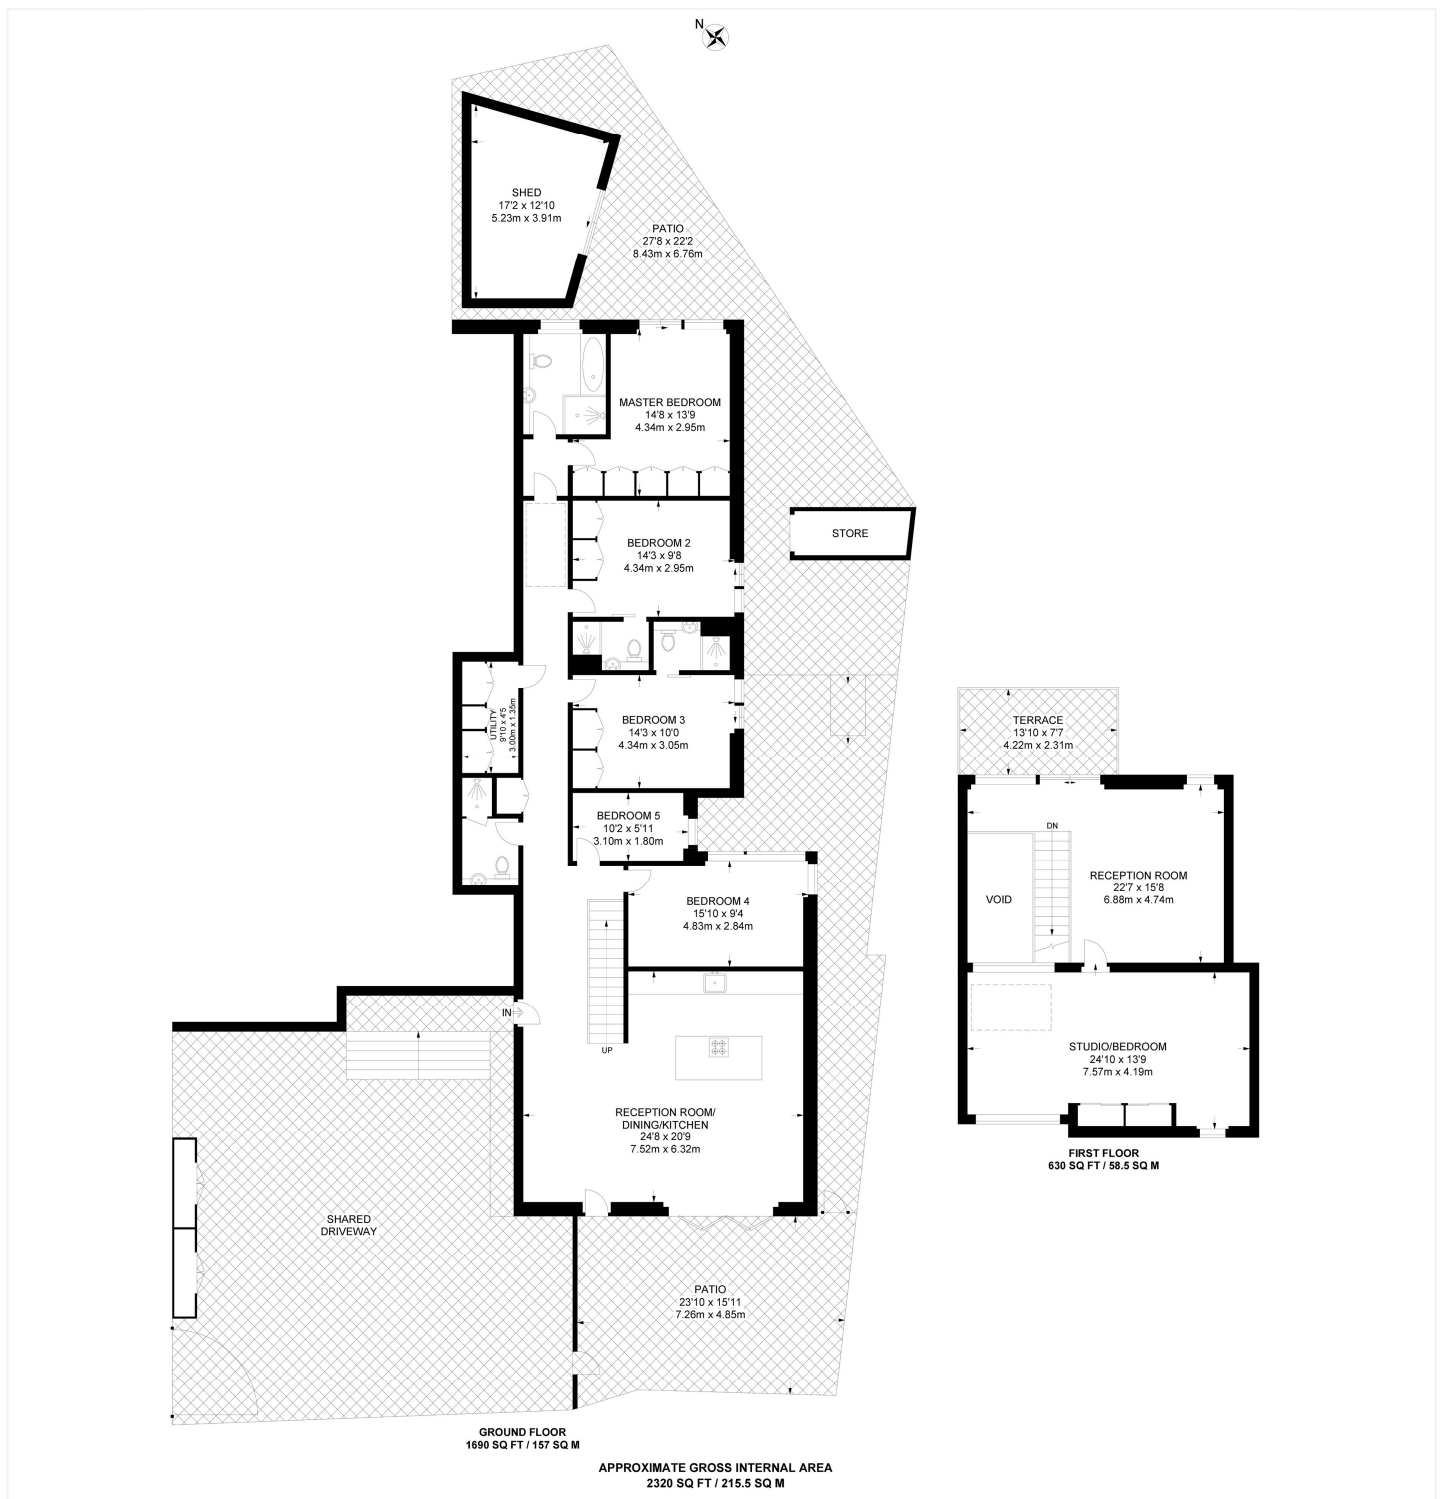 N
SHED
17'2 x 12'10
5.23m x 3.91m
PATIO
27'8 x 22'2
8.43m x 6.76m
MASTER BEDROOM
14'8 x 13'9
4.34m x 2.95m
BEDROOM 2
14'3 x 9'8
4.34m x 2.95m
STORE
UTILITY
9'10 x 4'5
3.00m x 1.35m
BEDROOM 3
14'3 x 10'0
4.34m x 3.05m
BEDROOM 5
10'2 x 5'11
3.10m x 1.80m
BEDROOM 4
15'10 x 9'4
4.83m x 2.84m
IN
UP
RECEPTION ROOM/
DINING/KITCHEN
24'8 x 20'9
7.52m x 6.32m
SHARED
DRIVEWAY
PATIO
23'10 x 15'11
7.26m x 4.85m
GROUND FLOOR
1690 SQ FT / 157 SQ M
TERRACE
13'10 x 7'7
4.22m x 2.31m
DN
RECEPTION ROOM
22'7 x 15'8
6.88m x 4.74m
VOID
STUDIO/BEDROOM
24'10 x 13'9
7.57m x 4.19m
FIRST FLOOR
630 SQ FT / 58.5 SQ M
APPROXIMATE GROSS INTERNAL AREA
2320 SQ FT / 215.5 SQ M